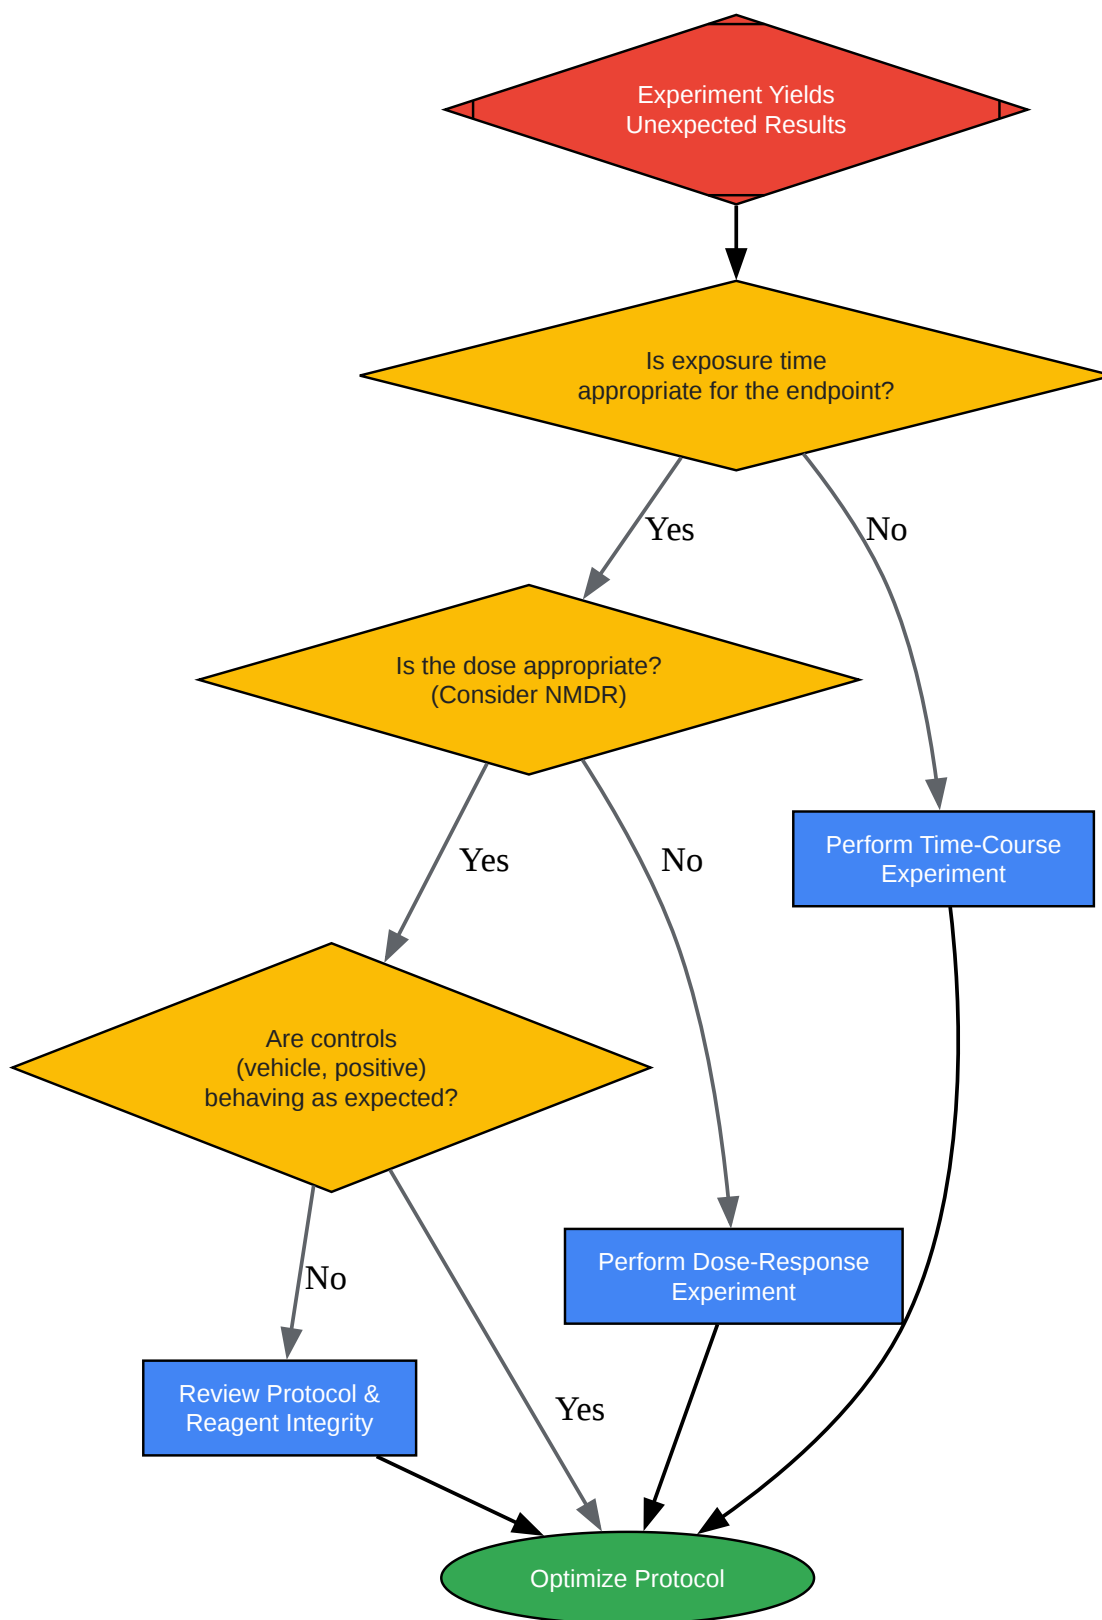 Experiment Yields
Unexpected Results
Is exposure time
appropriate for the endpoint?
Yes
No
Is the dose appropriate?
(Consider NMDR)
Perform Time-Course
Experiment
Yes
No
Are controls
(vehicle, positive)
behaving as expected?
Perform Dose-Response
Experiment
No
Review Protocol &
Reagent Integrity
Yes
Optimize Protocol